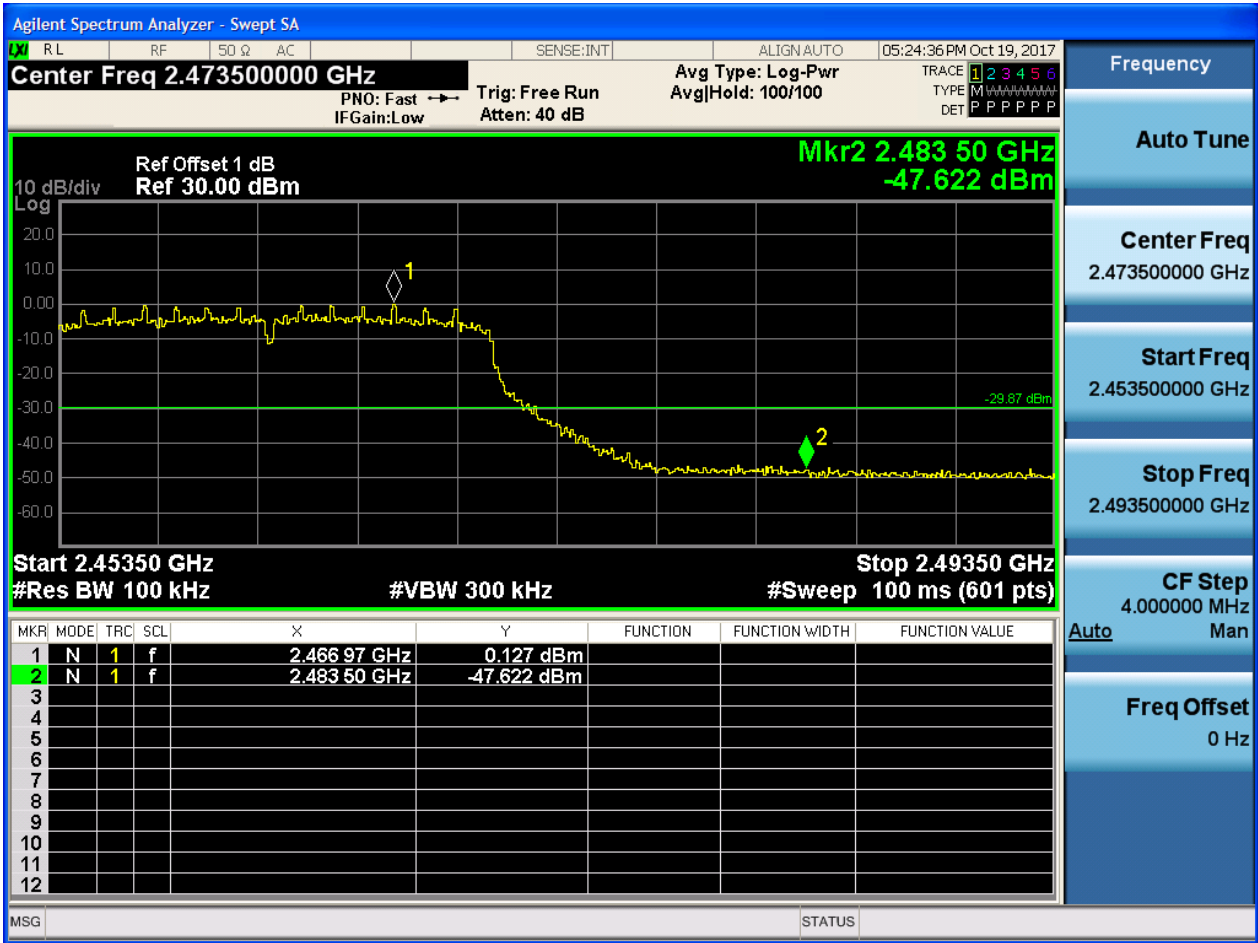 Agilent Spectrum Analyzer - Swept SA
LXI RL RF 50 Ω AC SENSE:INT ALIGN AUTO 05:24:36 PM Oct 19, 2017
Center Freq 2.473500000 GHz
PNO: Fast
IFGain:Low
Trig: Free Run
Atten: 40 dB
Avg Type: Log-Pwr
Avg|Hold: 100/100
TRACE 1 2 3 4 5 6
TYPE M
DET P P P P P P
Mkr2 2.483 50 GHz
-47.622 dBm
Ref Offset 1 dB
10 dB/div Ref 30.00 dBm
Log
20.0
10.0
0.00
-10.0
-20.0
-30.0
-40.0
-50.0
-60.0
1
-29.87 dBm
2
Start 2.45350 GHz Stop 2.49350 GHz
#Res BW 100 kHz #VBW 300 kHz #Sweep 100 ms (601 pts)
MKR MODE TRC SCL X Y FUNCTION FUNCTION WIDTH FUNCTION VALUE
1 N 1 f 2.466 97 GHz 0.127 dBm
2 N 1 f 2.483 50 GHz -47.622 dBm
3
4
5
6
7
8
9
10
11
12
MSG STATUS
Frequency
Auto Tune
Center Freq
2.473500000 GHz
Start Freq
2.453500000 GHz
Stop Freq
2.493500000 GHz
CF Step
4.000000 MHz
Auto Man
Freq Offset
0 Hz